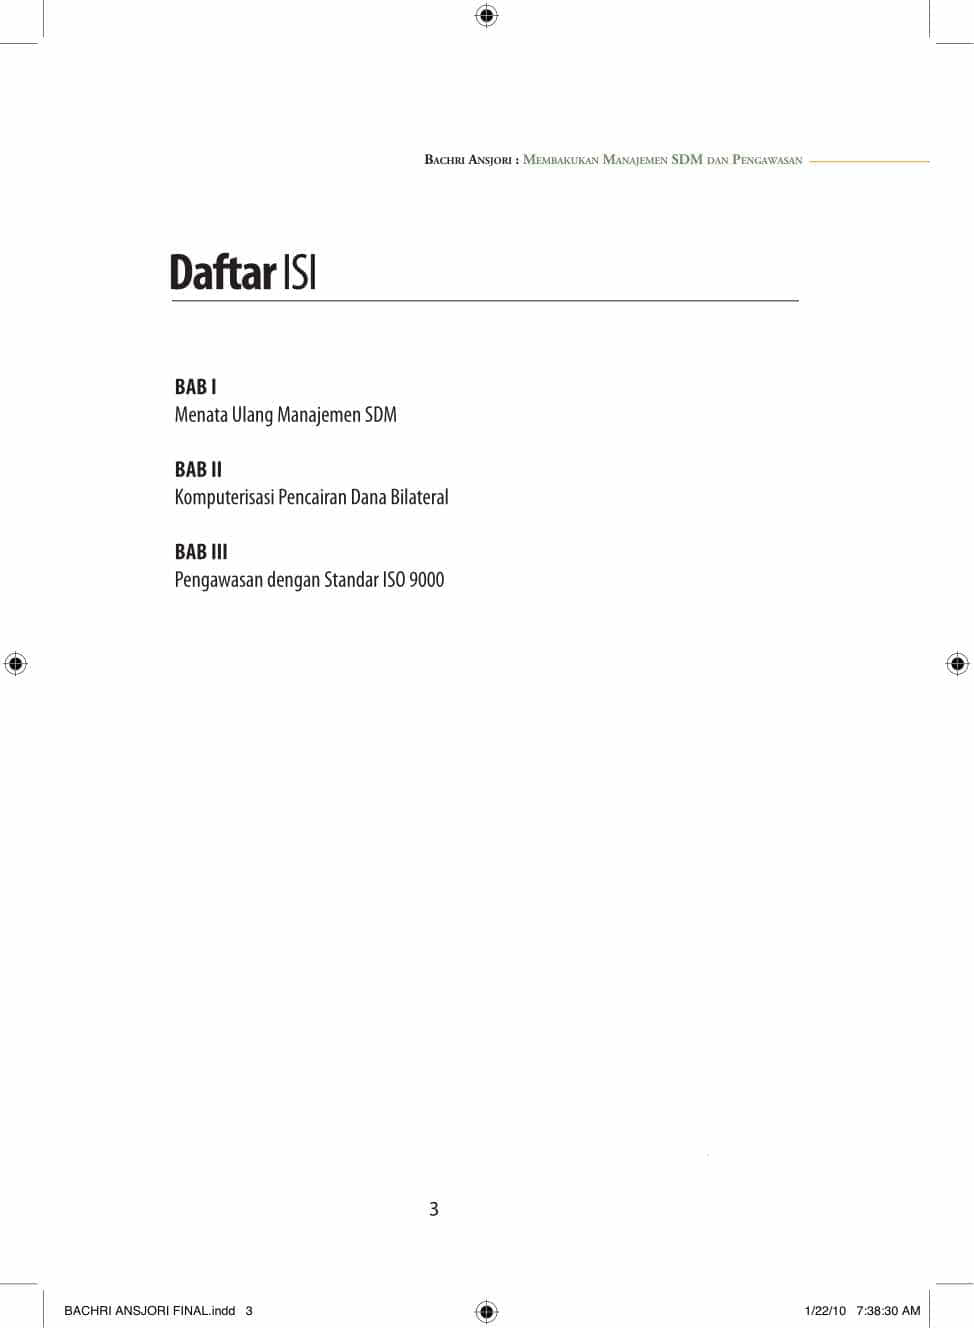 Bachri Ansjori : Membakukan Manajemen SDM dan Pengawasan
Daftar ISI
BAB I
Menata Ulang Manajemen SDM
BAB II
Komputerisasi Pencairan Dana Bilateral
BAB III
Pengawasan dengan Standar ISO 9000
3
BACHRI ANSJORI FINAL.indd 3
1/22/10 7:38:30 AM